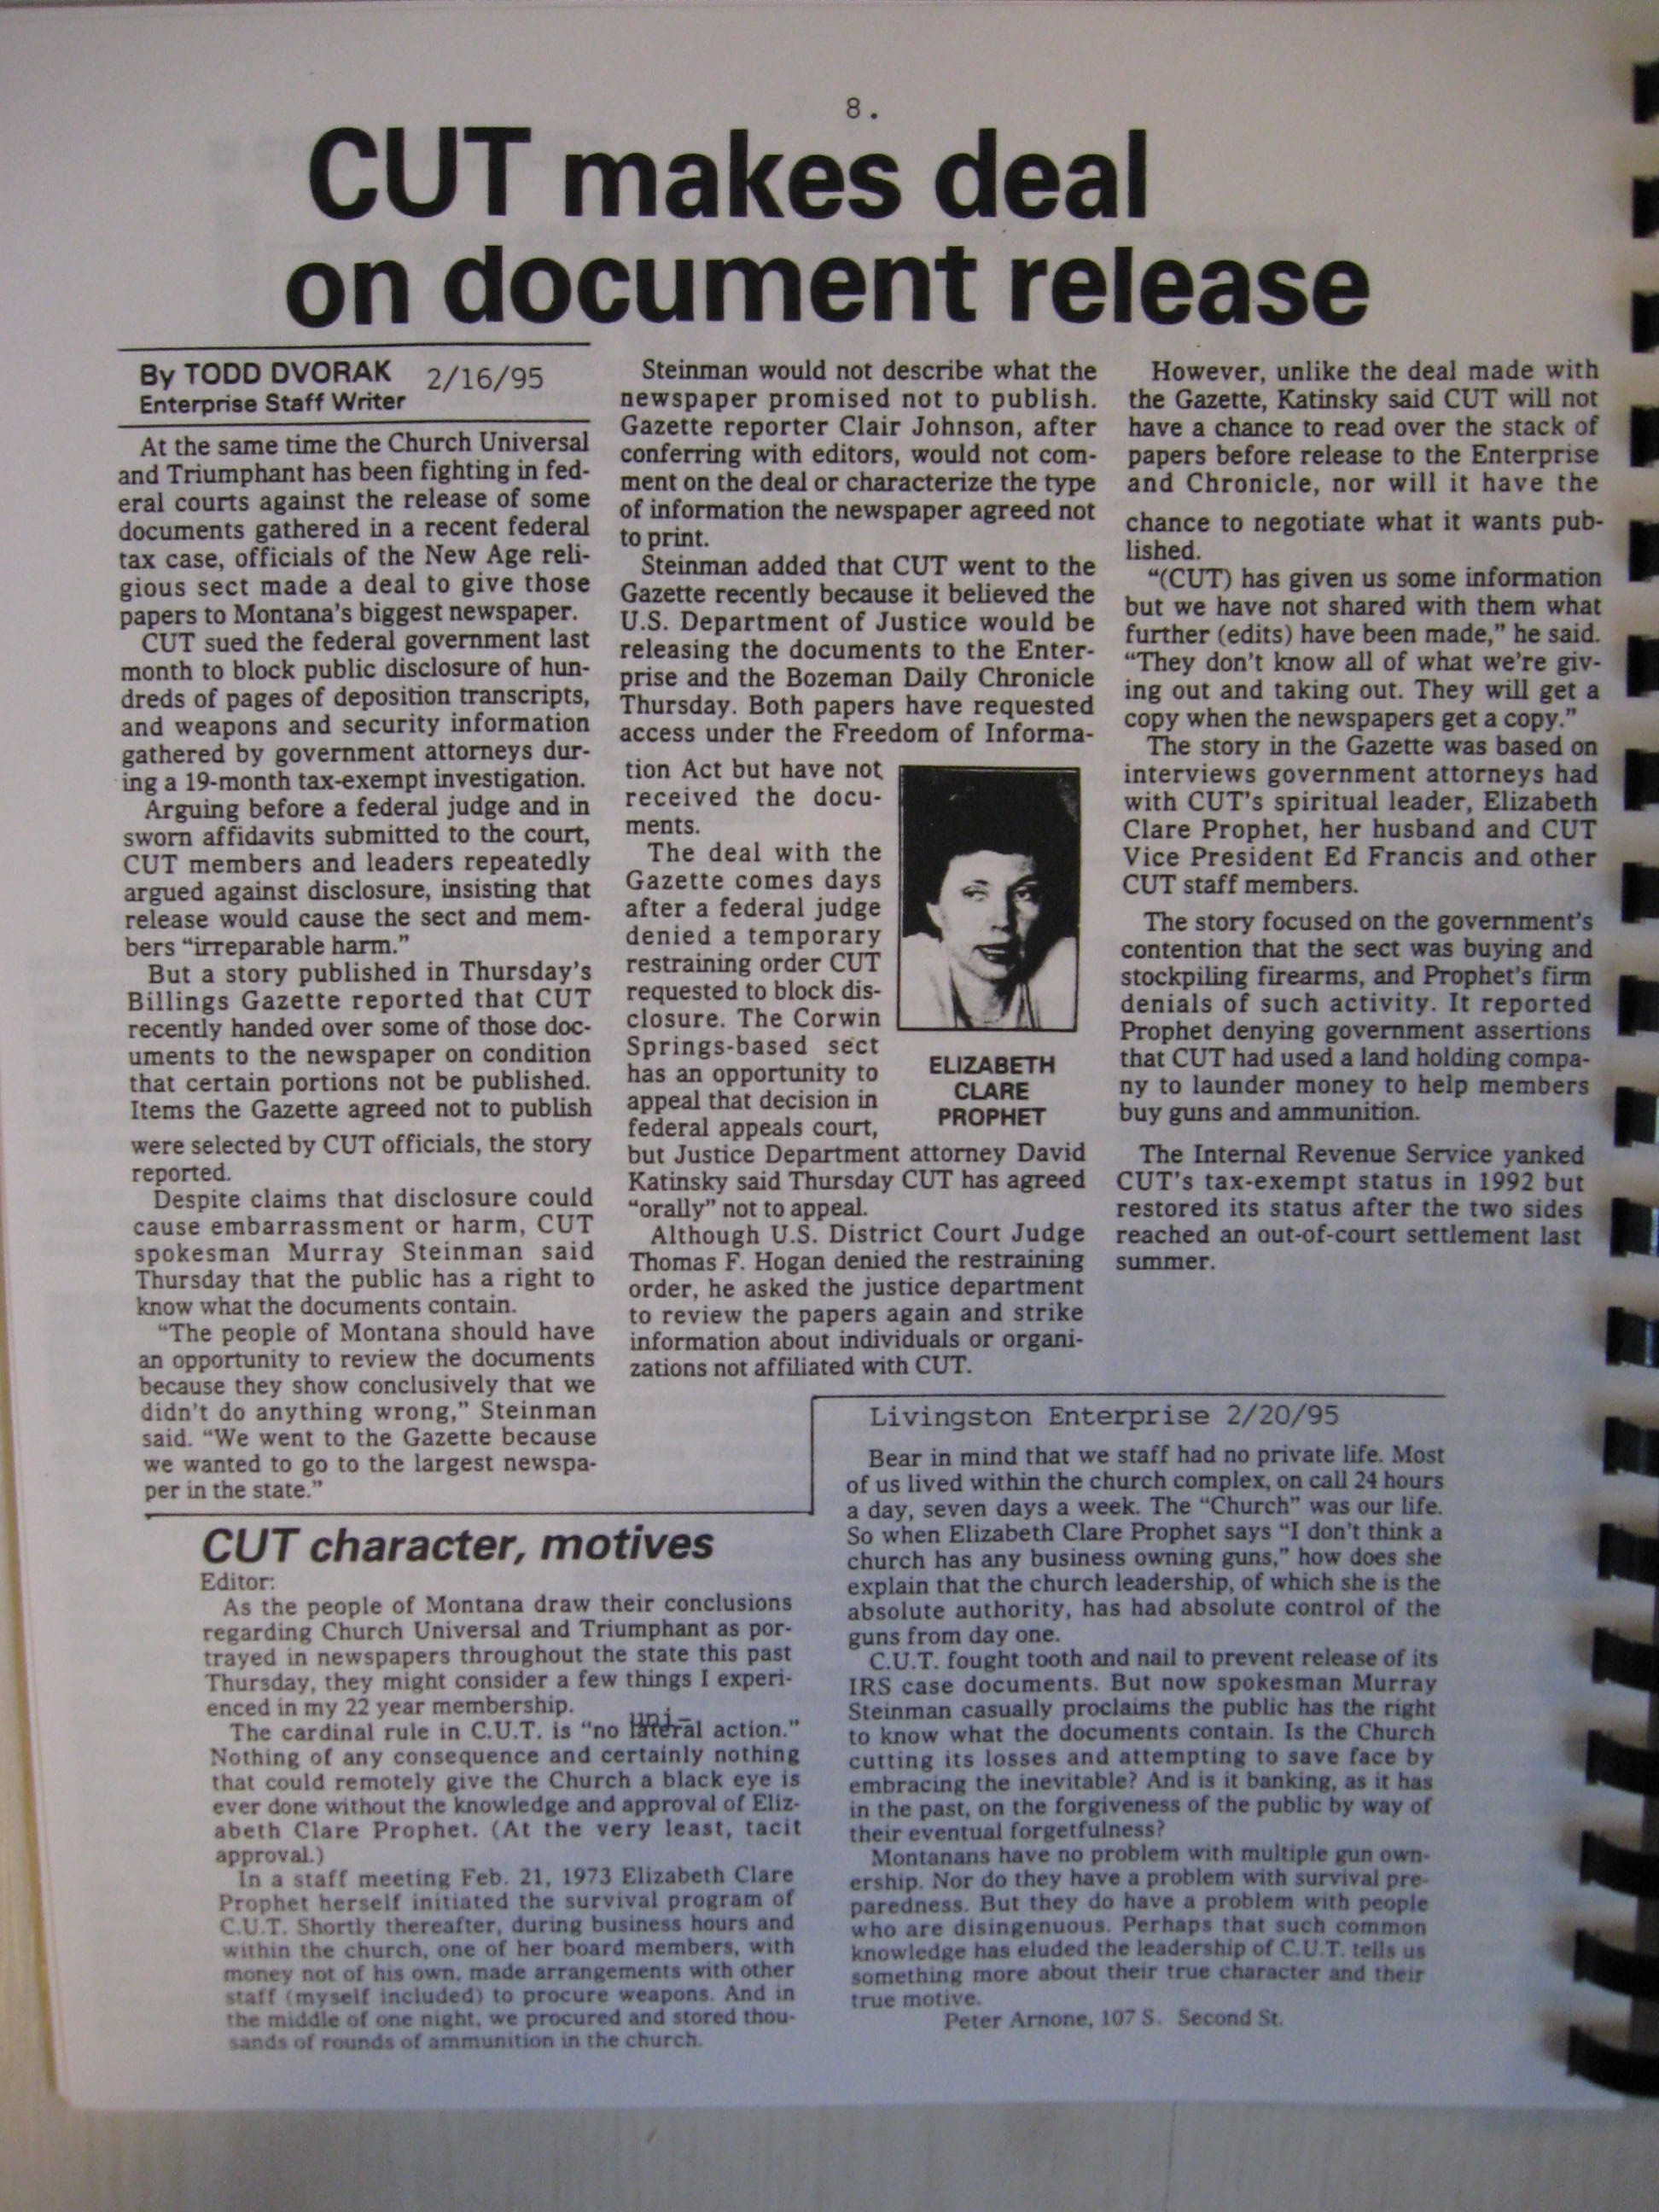 8.
CUT makes deal
on document release
By TODD DVORAK 2/16/95
Enterprise Staff Writer
At the same time the Church Universal
and Triumphant has been fighting in fed-
eral courts against the release of some
documents gathered in a recent federal
tax case, officials of the New Age reli-
gious sect made a deal to give those
papers to Montana's biggest newspaper.
CUT sued the federal government last
month to block public disclosure of hun-
dreds of pages of deposition transcripts,
and weapons and security information
gathered by government attorneys dur-
ing a 19-month tax-exempt investigation.
Arguing before a federal judge and in
sworn affidavits submitted to the court,
CUT members and leaders repeatedly
argued against disclosure, insisting that
release would cause the sect and mem-
bers "irreparable harm."
But a story published in Thursday's
Billings Gazette reported that CUT
recently handed over some of those doc-
uments to the newspaper on condition
that certain portions not be published.
Items the Gazette agreed not to publish
were selected by CUT officials, the story
reported.
Despite claims that disclosure could
cause embarrassment or harm, CUT
spokesman Murray Steinman said
Thursday that the public has a right to
know what the documents contain.
"The people of Montana should have
an opportunity to review the documents
because they show conclusively that we
didn't do anything wrong," Steinman
said. "We went to the Gazette because
we wanted to go to the largest newspa-
per in the state."
Steinman would not describe what the
newspaper promised not to publish.
Gazette reporter Clair Johnson, after
conferring with editors, would not com-
ment on the deal or characterize the type
of information the newspaper agreed not
to print.
Steinman added that CUT went to the
Gazette recently because it believed the
U.S. Department of Justice would be
releasing the documents to the Enter-
prise and the Bozeman Daily Chronicle
Thursday. Both papers have requested
access under the Freedom of Informa-
tion Act but have not
received the docu-
ments.
The deal with the
Gazette comes days
after a federal judge
denied a temporary
restraining order CUT
requested to block dis-
closure. The Corwin
Springs-based sect
has an opportunity to
appeal that decision in
federal appeals court,
but Justice Department attorney David
Katinsky said Thursday CUT has agreed
"orally" not to appeal.
Although U.S. District Court Judge
Thomas F. Hogan denied the restraining
order, he asked the justice department
to review the papers again and strike
information about individuals or organi-
zations not affiliated with CUT.
ELIZABETH
CLARE
PROPHET
However, unlike the deal made with
the Gazette, Katinsky said CUT will not
have a chance to read over the stack of
papers before release to the Enterprise
and Chronicle, nor will it have the
chance to negotiate what it wants pub-
lished.
"(CUT) has given us some information
but we have not shared with them what
further (edits) have been made," he said.
"They don't know all of what we're giv-
ing out and taking out. They will get a
copy when the newspapers get a copy."
The story in the Gazette was based on
interviews government attorneys had
with CUT's spiritual leader, Elizabeth
Clare Prophet, her husband and CUT
Vice President Ed Francis and other
CUT staff members.
The story focused on the government's
contention that the sect was buying and
stockpiling firearms, and Prophet's firm
denials of such activity. It reported
Prophet denying government assertions
that CUT had used a land holding compa-
ny to launder money to help members
buy guns and ammunition.
The Internal Revenue Service yanked
CUT's tax-exempt status in 1992 but
restored its status after the two sides
reached an out-of-court settlement last
summer.
CUT character, motives
Editor:
As the people of Montana draw their conclusions
regarding Church Universal and Triumphant as por-
trayed in newspapers throughout the state this past
Thursday, they might consider a few things I experi-
enced in my 22 year membership.
uni-
The cardinal rule in C.U.T. is "no lateral action."
Nothing of any consequence and certainly nothing
that could remotely give the Church a black eye is
ever done without the knowledge and approval of Eliz-
abeth Clare Prophet. (At the very least, tacit
approval.)
In a staff meeting Feb. 21, 1973 Elizabeth Clare
Prophet herself initiated the survival program of
C.U.T. Shortly thereafter, during business hours and
within the church, one of her board members, with
money not of his own, made arrangements with other
staff (myself included) to procure weapons. And in
the middle of one night, we procured and stored thou-
sands of rounds of ammunition in the church.
Livingston Enterprise 2/20/95
Bear in mind that we staff had no private life. Most
of us lived within the church complex, on call 24 hours
a day, seven days a week. The "Church" was our life.
So when Elizabeth Clare Prophet says "I don't think a
church has any business owning guns," how does she
explain that the church leadership, of which she is the
absolute authority, has had absolute control of the
guns from day one.
C.U.T. fought tooth and nail to prevent release of its
IRS case documents. But now spokesman Murray
Steinman casually proclaims the public has the right
to know what the documents contain. Is the Church
cutting its losses and attempting to save face by
embracing the inevitable? And is it banking, as it has
in the past, on the forgiveness of the public by way of
their eventual forgetfulness?
Montanans have no problem with multiple gun own-
ership. Nor do they have a problem with survival pre-
paredness. But they do have a problem with people
who are disingenuous. Perhaps that such common
knowledge has eluded the leadership of C.U.T. tells us
something more about their true character and their
true motive.
Peter Arnone, 107 S. Second St.